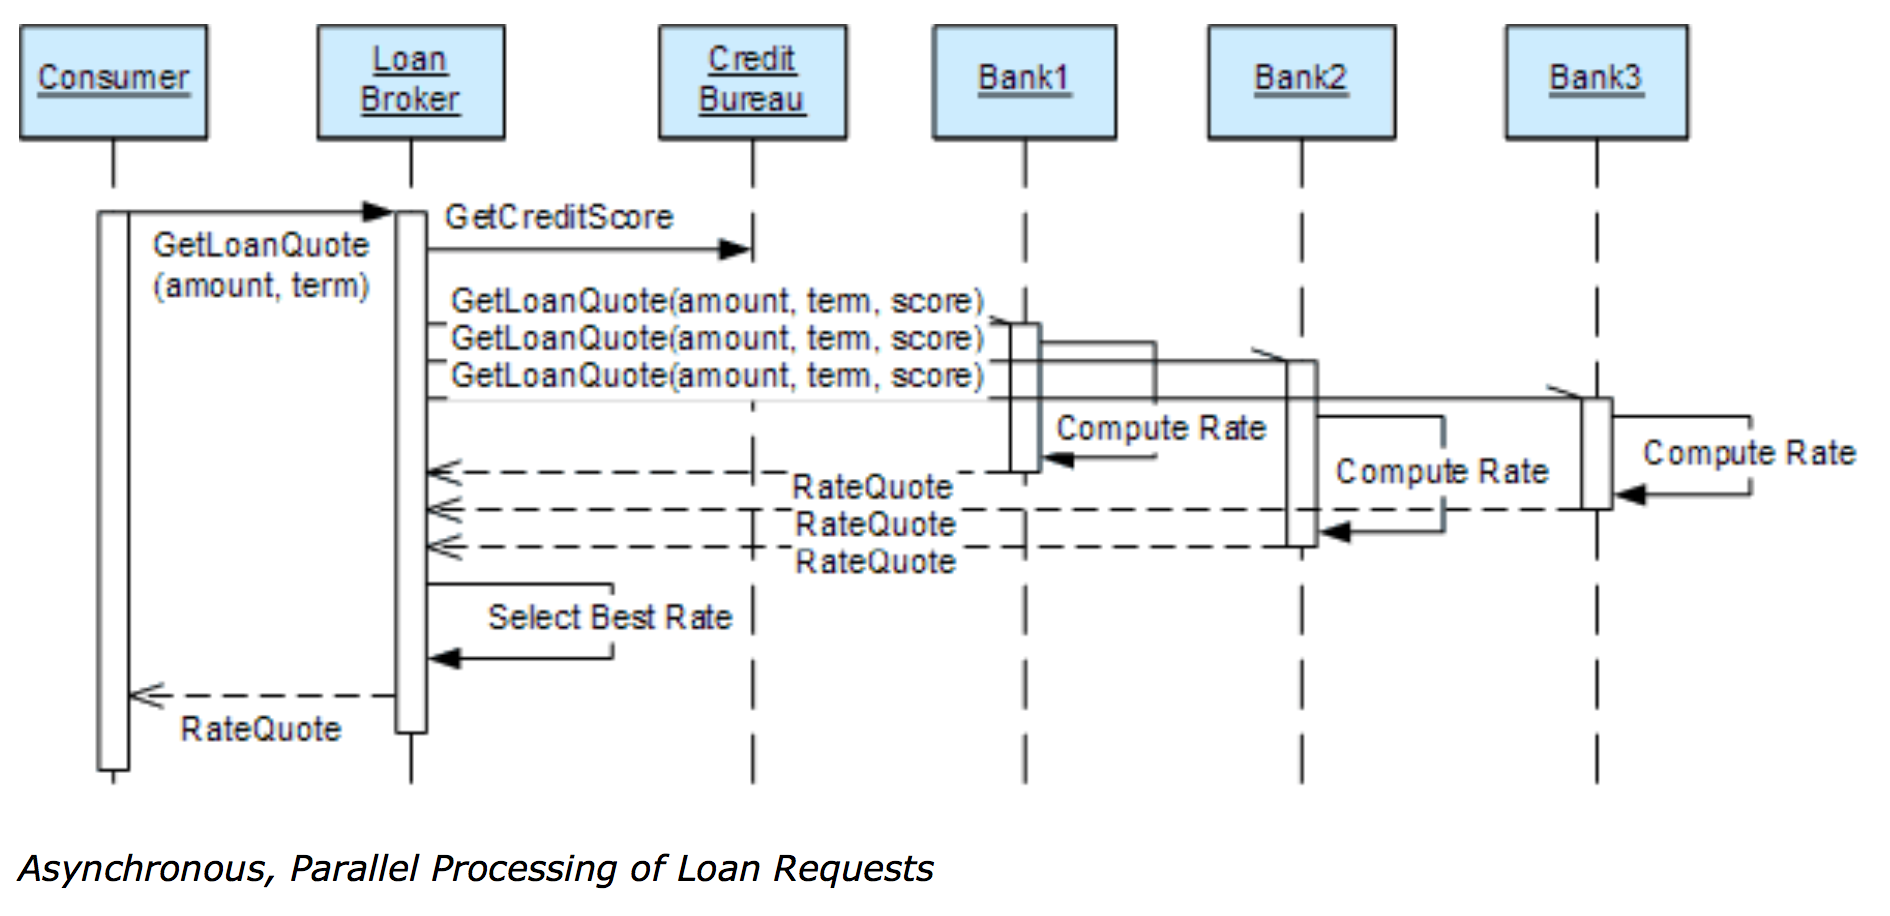 Consumer
Loan
Broker
Credit
Bureau
Bank1
Bank2
Bank3
GetLoanQuote
(amount, term)
GetCreditScore
GetLoanQuote(amount, term, score)
GetLoanQuote(amount, term, score)
GetLoanQuote(amount, term, score)
Compute Rate
Compute Rate
Compute Rate
RateQuote
RateQuote
RateQuote
Select Best Rate
RateQuote
Asynchronous, Parallel Processing of Loan Requests